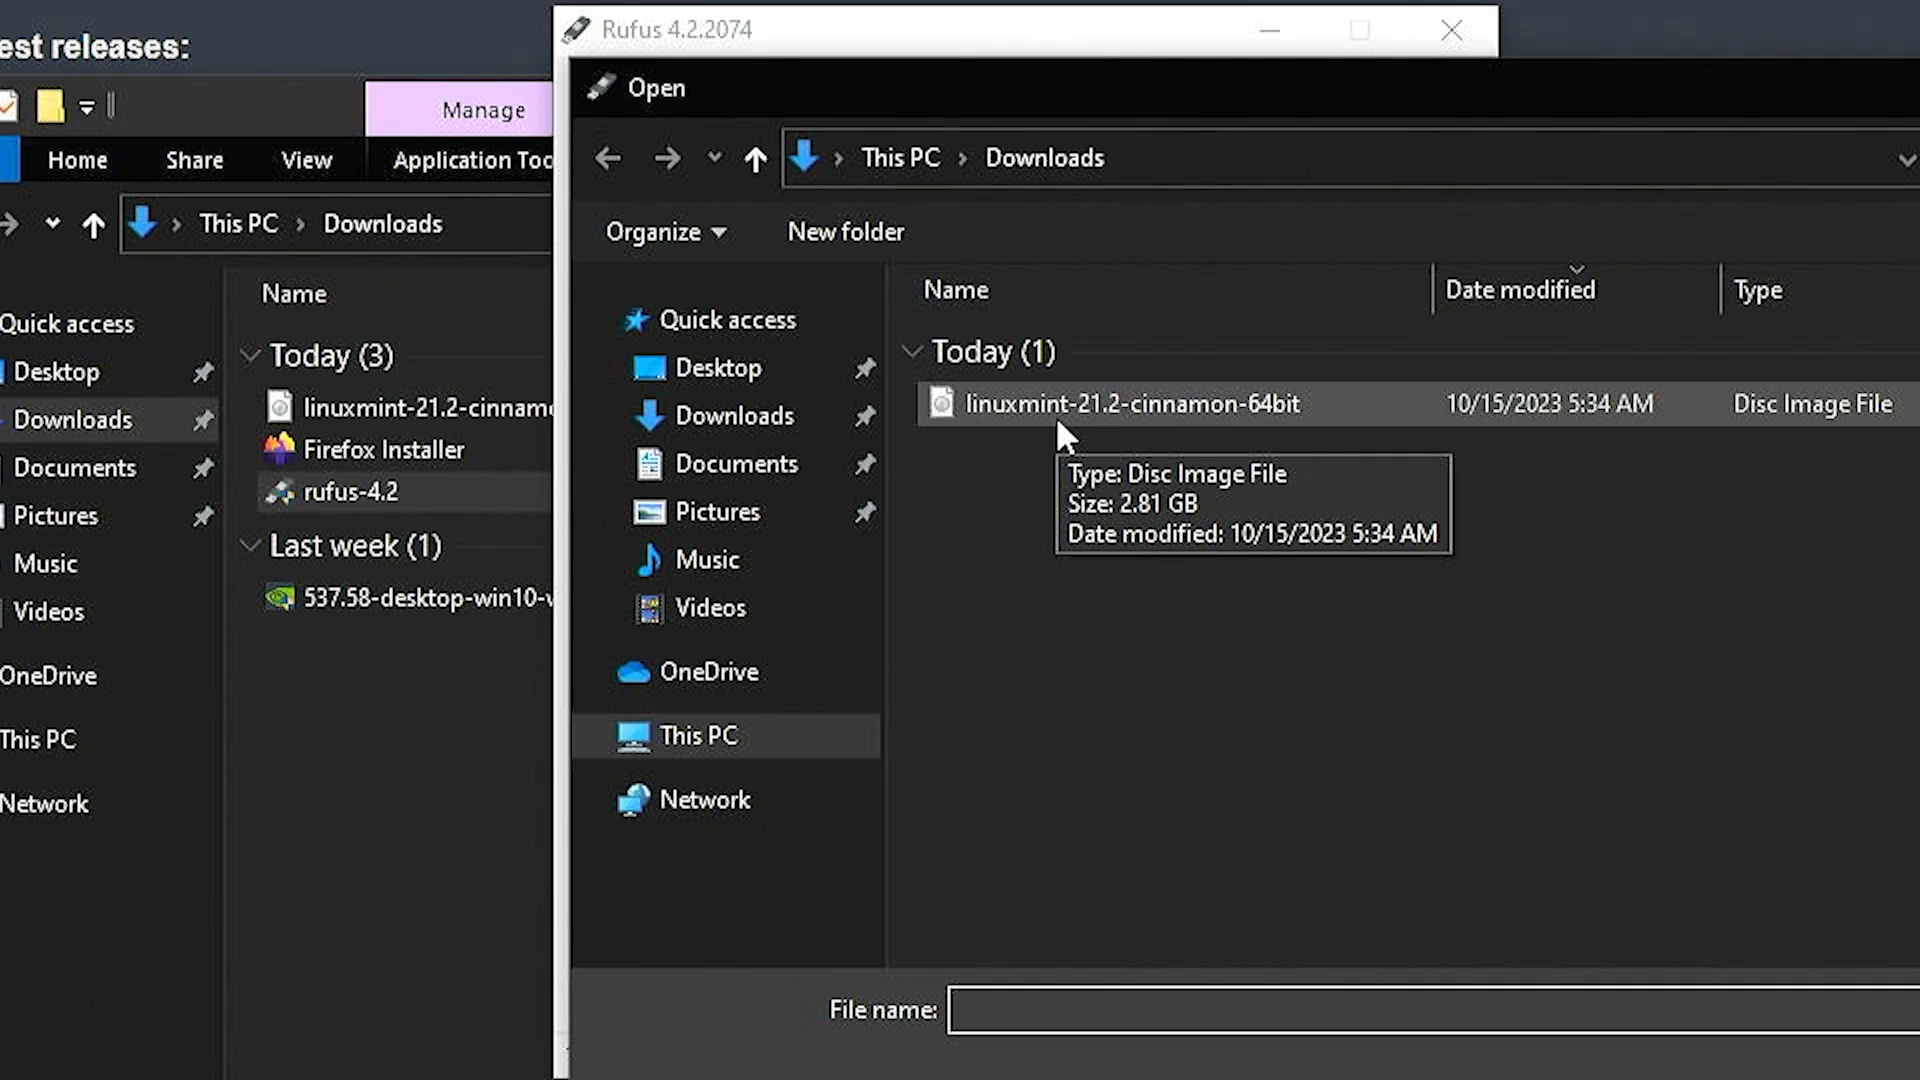 est releases:
Manage
Home
Share
View
Application Too
This PC
Downloads
Name
Quick access
Desktop
Downloads
Documents
Pictures
Music
Videos
OneDrive
This PC
Network
Today (3)
linuxmint-21.2-cinnamo
Firefox Installer
rufus-4.2
Last week (1)
537.58-desktop-win10-v
Rufus 4.2.2074
Open
This PC
Downloads
Organize
New folder
Quick access
Desktop
Downloads
Documents
Pictures
Music
Videos
OneDrive
This PC
Network
Name
Date modified
Type
Today (1)
linuxmint-21.2-cinnamon-64bit
10/15/2023 5:34 AM
Disc Image File
Type: Disc Image File
Size: 2.81 GB
Date modified: 10/15/2023 5:34 AM
File name: